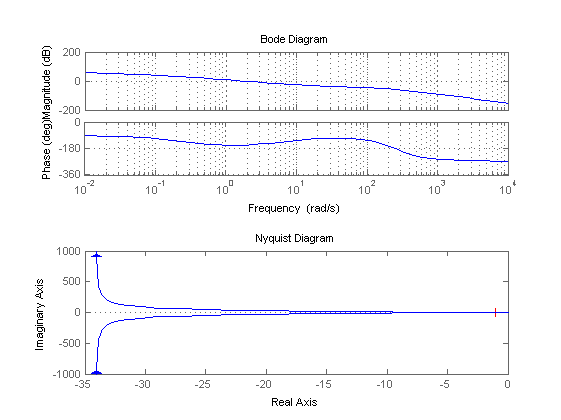 Bode Diagram
Magnitude (dB)
200
0
-200
Phase (deg)
0
-180
-360
10^-2 10^-1 10^0 10^1 10^2 10^3 10^4
Frequency (rad/s)
Nyquist Diagram
Imaginary Axis
1000
500
0
-500
-1000
-35 -30 -25 -20 -15 -10 -5 0
Real Axis